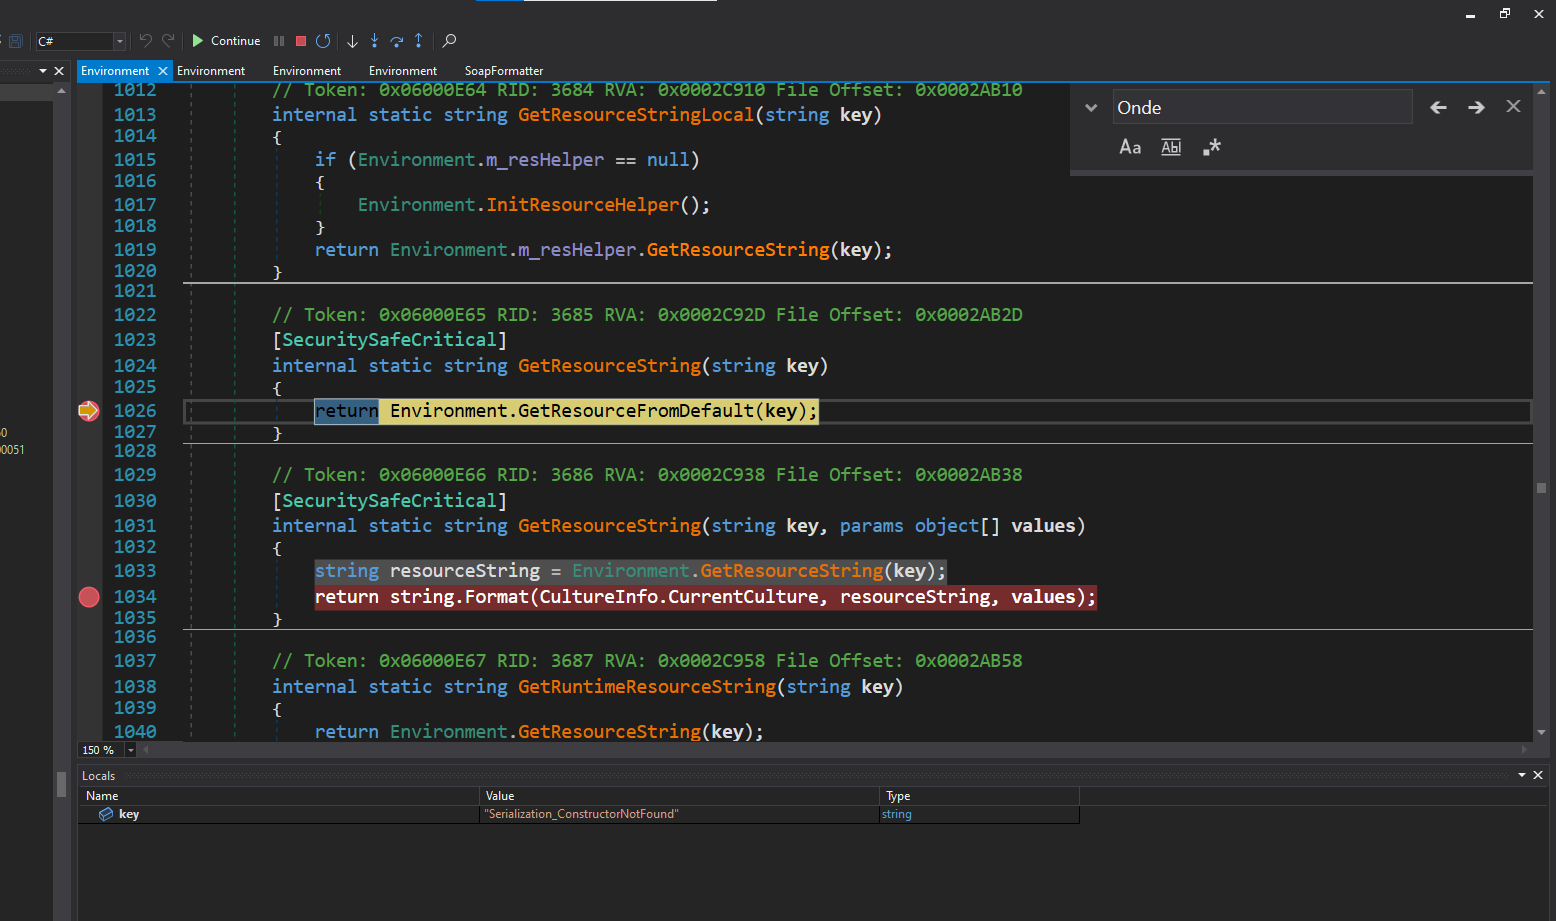 C#
Continue
Environment
Environment
Environment
Environment
SoapFormatter
Onde
Aa
Abl
.*
1012 // Token: 0x06000E64 RID: 3684 RVA: 0x0002C910 File Offset: 0x0002AB10
1013 internal static string GetResourceStringLocal(string key)
1014 {
1015 if (Environment.m_resHelper == null)
1016 {
1017 Environment.InitResourceHelper();
1018 }
1019 return Environment.m_resHelper.GetResourceString(key);
1020 }
1021
1022 // Token: 0x06000E65 RID: 3685 RVA: 0x0002C92D File Offset: 0x0002AB2D
1023 [SecuritySafeCritical]
1024 internal static string GetResourceString(string key)
1025 {
1026 return Environment.GetResourceFromDefault(key);
1027 }
1028
1029 // Token: 0x06000E66 RID: 3686 RVA: 0x0002C938 File Offset: 0x0002AB38
1030 [SecuritySafeCritical]
1031 internal static string GetResourceString(string key, params object[] values)
1032 {
1033 string resourceString = Environment.GetResourceString(key);
1034 return string.Format(CultureInfo.CurrentCulture, resourceString, values);
1035 }
1036
1037 // Token: 0x06000E67 RID: 3687 RVA: 0x0002C958 File Offset: 0x0002AB58
1038 internal static string GetRuntimeResourceString(string key)
1039 {
1040 return Environment.GetResourceString(key);
0
00051
150 %
Locals
Name Value Type
key "Serialization_ConstructorNotFound" string